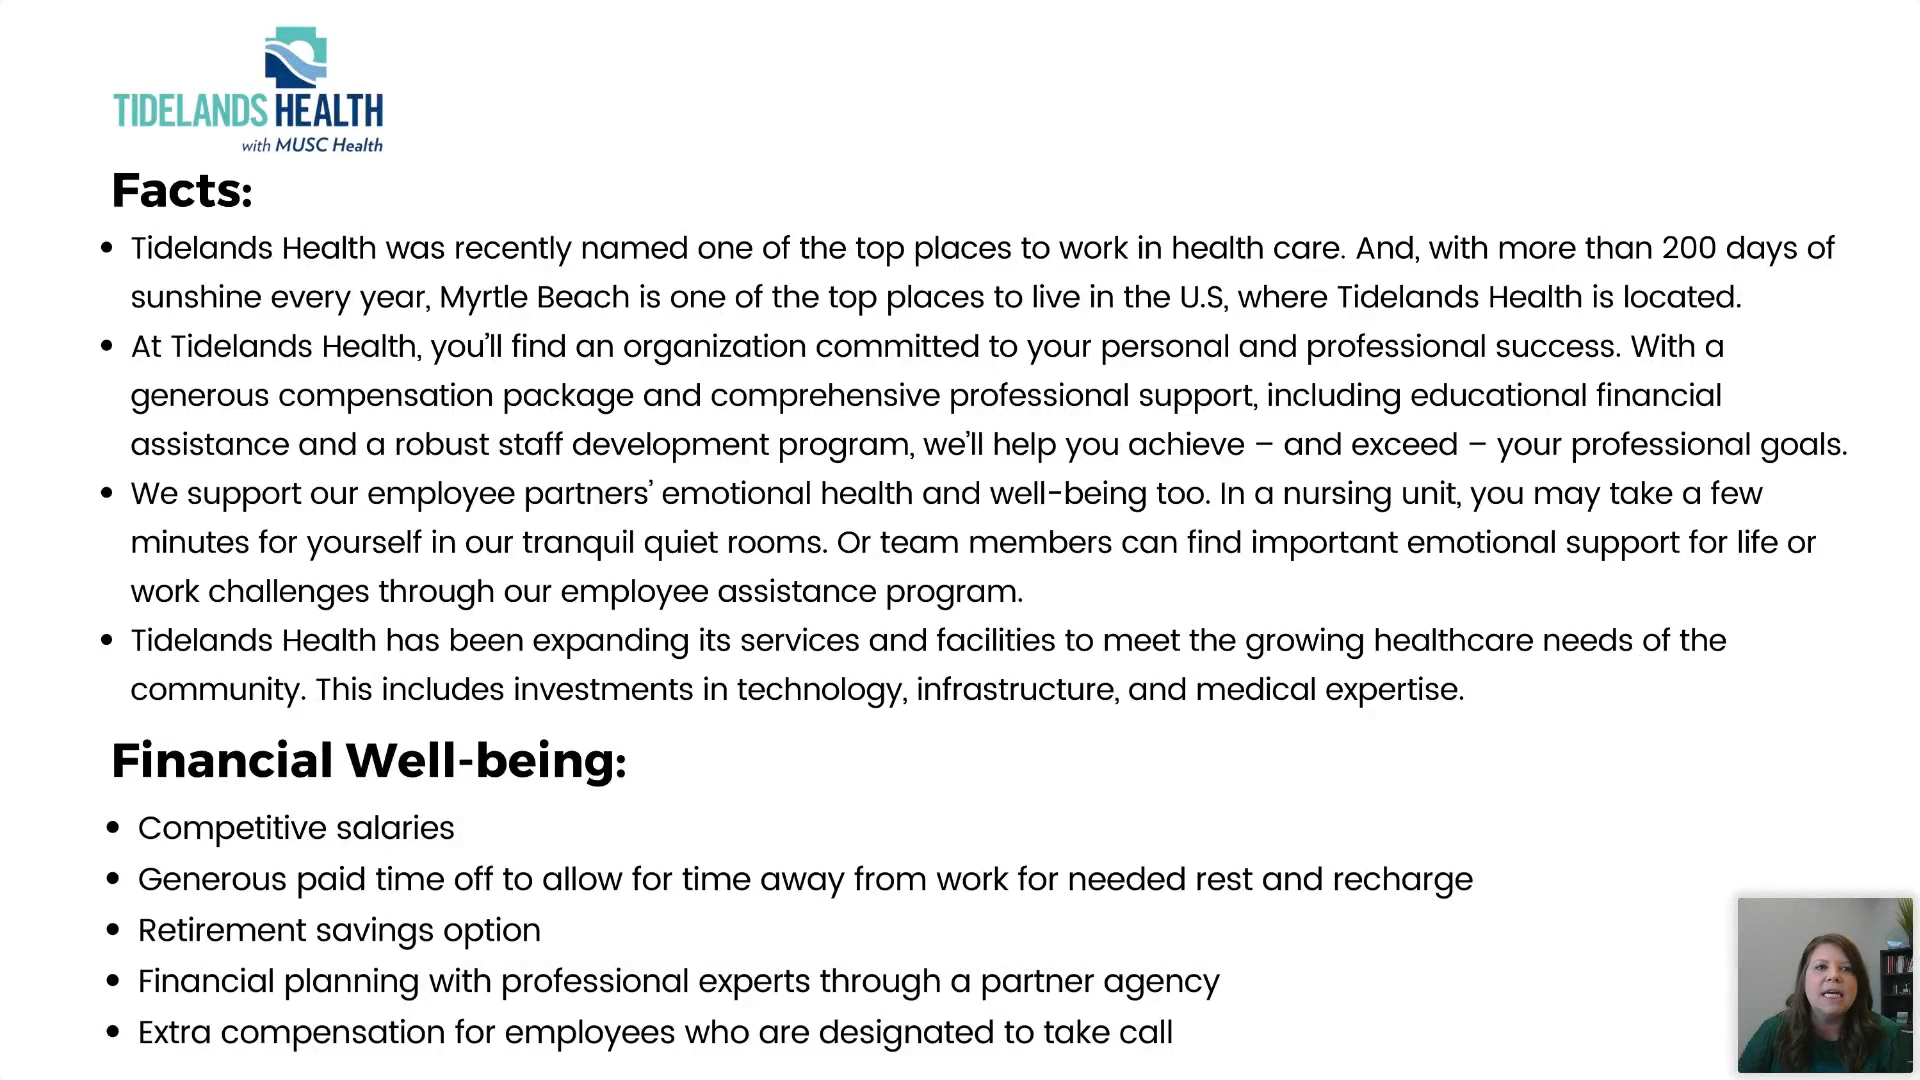 TIDELANDS HEALTH
with MUSC Health
Facts:
• Tidelands Health was recently named one of the top places to work in health care. And, with more than 200 days of
sunshine every year, Myrtle Beach is one of the top places to live in the U.S, where Tidelands Health is located.
• At Tidelands Health, you’ll find an organization committed to your personal and professional success. With a
generous compensation package and comprehensive professional support, including educational financial
assistance and a robust staff development program, we’ll help you achieve – and exceed – your professional goals.
• We support our employee partners’ emotional health and well-being too. In a nursing unit, you may take a few
minutes for yourself in our tranquil quiet rooms. Or team members can find important emotional support for life or
work challenges through our employee assistance program.
• Tidelands Health has been expanding its services and facilities to meet the growing healthcare needs of the
community. This includes investments in technology, infrastructure, and medical expertise.
Financial Well-being:
• Competitive salaries
• Generous paid time off to allow for time away from work for needed rest and recharge
• Retirement savings option
• Financial planning with professional experts through a partner agency
• Extra compensation for employees who are designated to take call